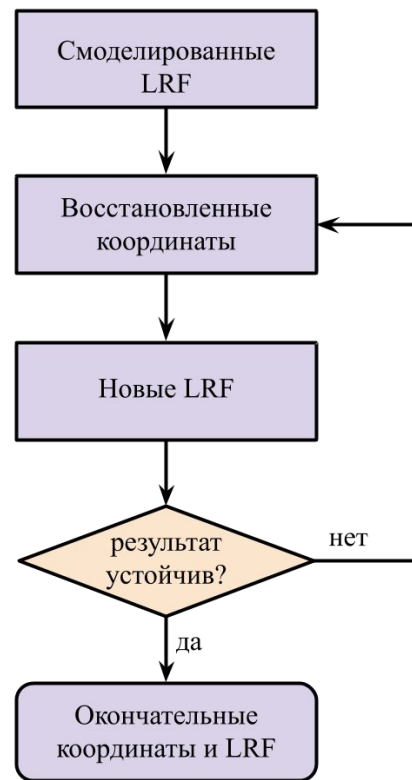 Смоделированные
LRF
Восстановленные
координаты
Новые LRF
результат
устойчив?
нет
да
Окончательные
координаты и LRF